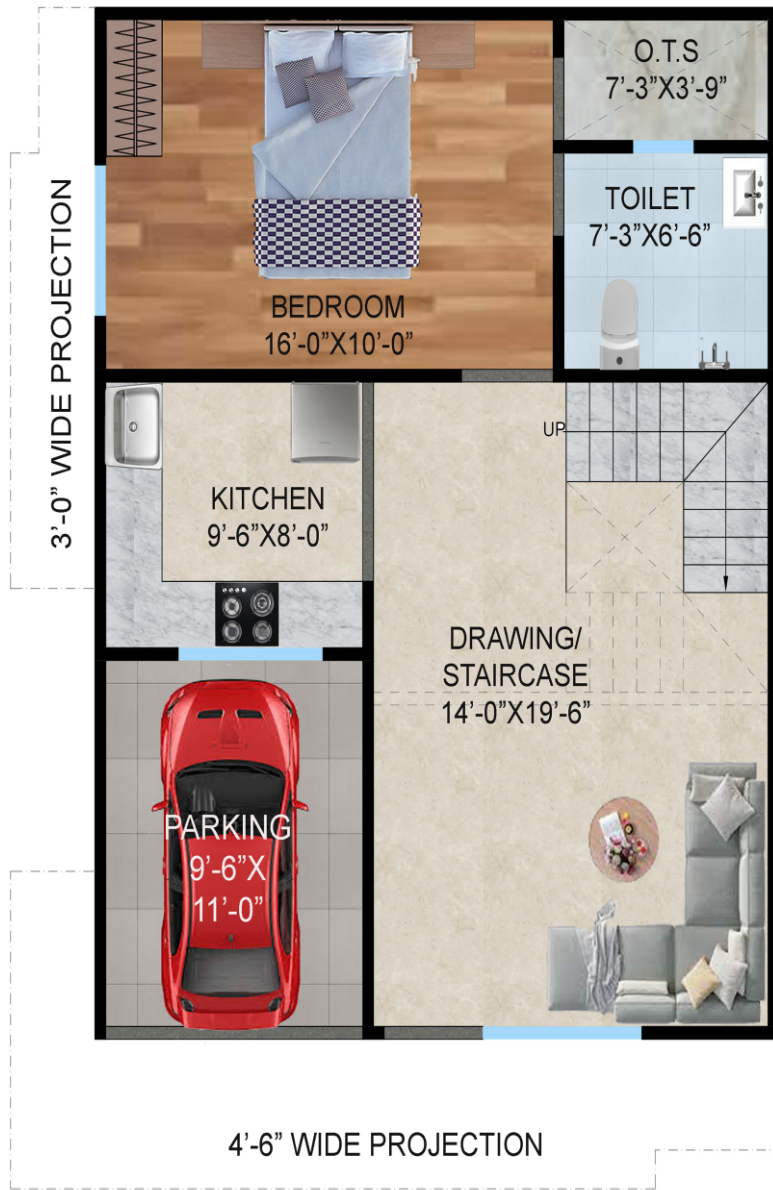 O.T.S
7’-3”X3’-9”
TOILET
7’-3”X6’-6”
BEDROOM
16’-0”X10’-0”
3’-0” WIDE PROJECTION
UP
KITCHEN
9’-6”X8’-0”
DRAWING/
STAIRCASE
14’-0”X19’-6”
PARKING
9’-6”X
11’-0”
4’-6” WIDE PROJECTION